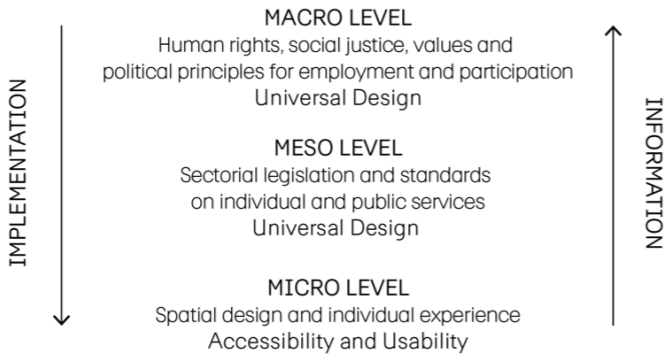 MACRO LEVEL
Human rights, social justice, values and
political principles for employment and participation
Universal Design
MESO LEVEL
Sectorial legislation and standards
on individual and public services
Universal Design
MICRO LEVEL
Spatial design and individual experience
Accessibility and Usability
IMPLEMENTATION
INFORMATION